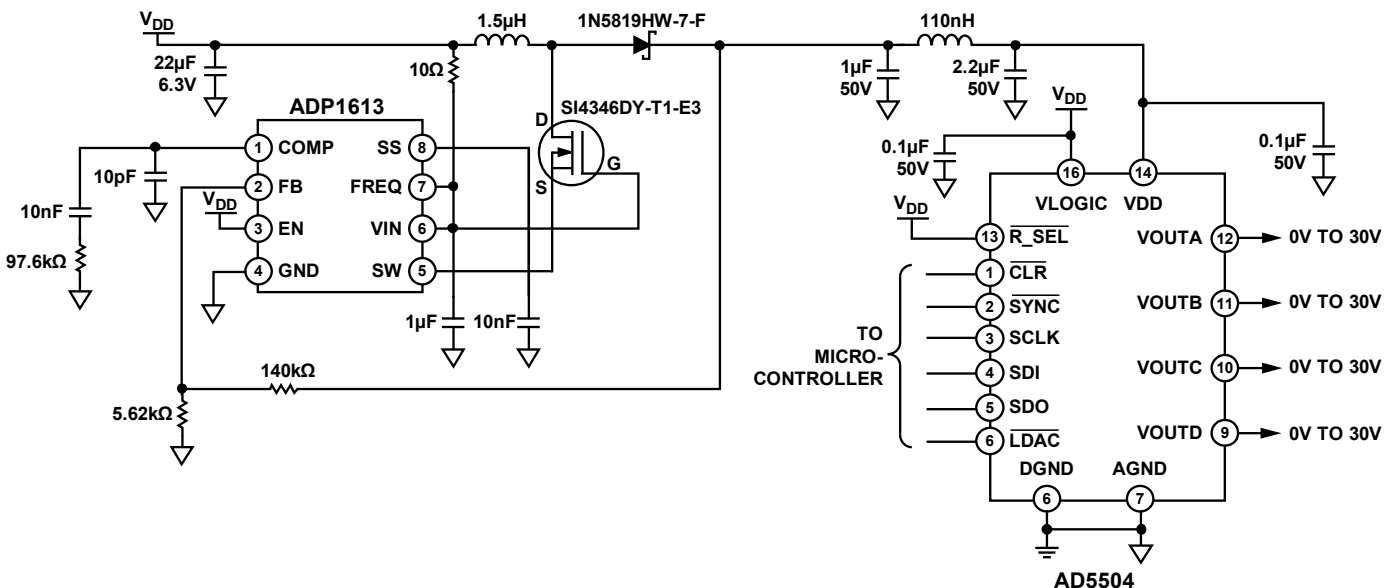 VDD
1.5µH
1N5819HW-7-F
110nH
22µF
6.3V
10Ω
1µF
50V
2.2µF
50V
ADP1613
SI4346DY-T1-E3
D
G
S
VDD
0.1µF
50V
0.1µF
50V
1 COMP
SS 8
2 FB
FREQ 7
3 EN
VIN 6
4 GND
SW 5
10pF
VDD
10nF
97.6kΩ
1µF
10nF
140kΩ
5.62kΩ
16
14
VLOGIC
VDD
VDD
13 R_SEL
VOUTA 12
0V TO 30V
1 CLR
2 SYNC
VOUTB 11
0V TO 30V
3 SCLK
TO
MICRO-
CONTROLLER
4 SDI
VOUTC 10
0V TO 30V
5 SDO
6 LDAC
VOUTD 9
0V TO 30V
DGND
AGND
6
7
AD5504